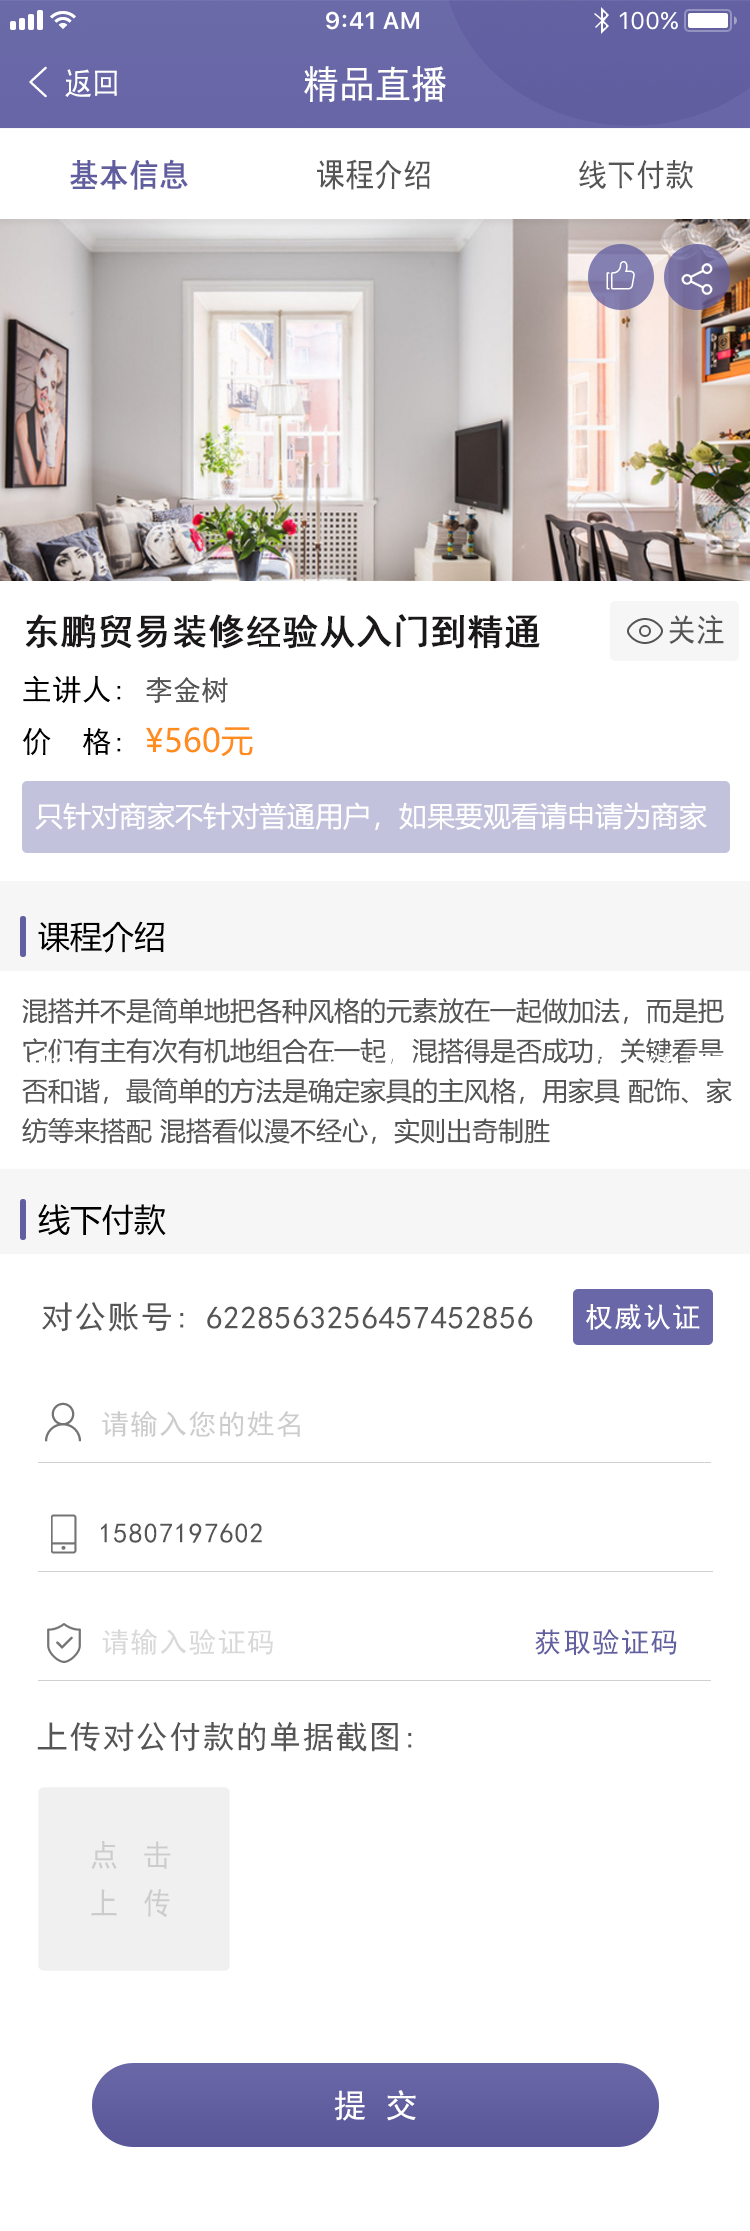 9:41 AM
100%
返回
精品直播
基本信息
课程介绍
线下付款
东鹏贸易装修经验从入门到精通
关注
主讲人：李金树
价 格：¥560元
只针对商家不针对普通用户，如果要观看请申请为商家
课程介绍
混搭并不是简单地把各种风格的元素放在一起做加法，而是把
它们有主有次有机地组合在一起。混搭得是否成功，关键看是
否和谐，最简单的方法是确定家具的主风格，用家具 配饰、家
纺等来搭配 混搭看似漫不经心，实则出奇制胜
线下付款
对公账号：6228563256457452856
权威认证
请输入您的姓名
15807197602
请输入验证码
获取验证码
上传对公付款的单据截图：
点 击
上 传
提 交